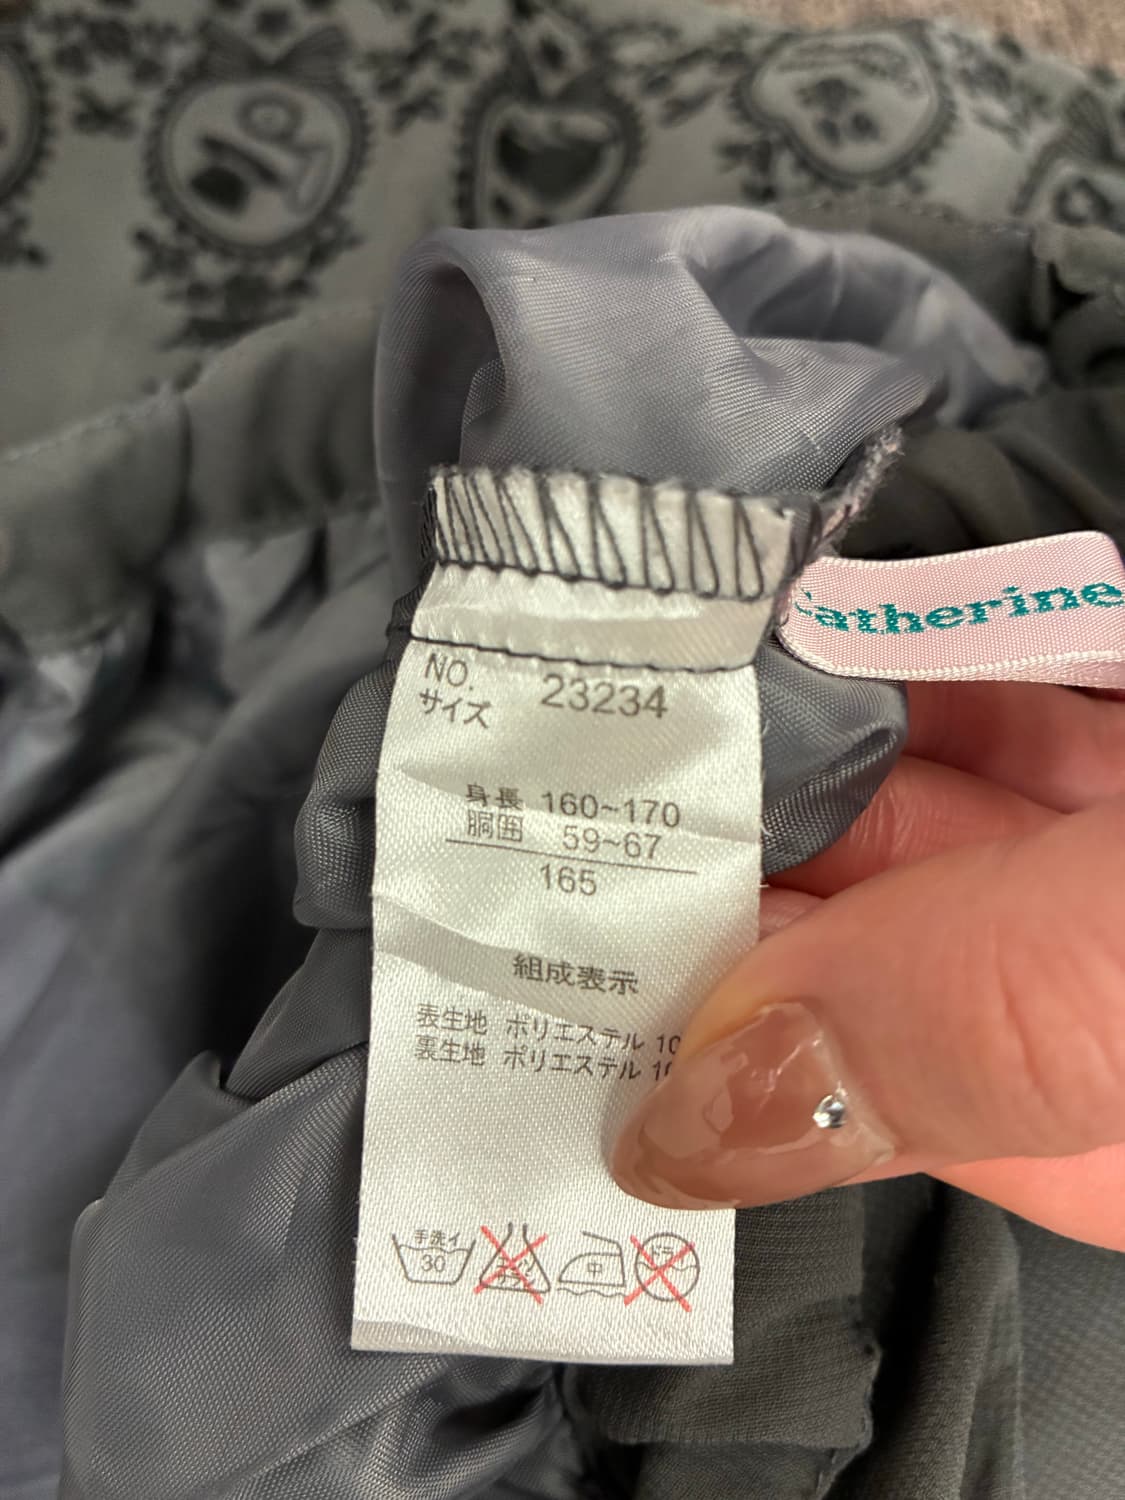 Catherine
NO. 23234
サイズ
身長 160~170
胴囲 59~67
165
組成表示
表生地 ポリエステル 10
裏生地 ポリエステル 10
手洗イ
30
中